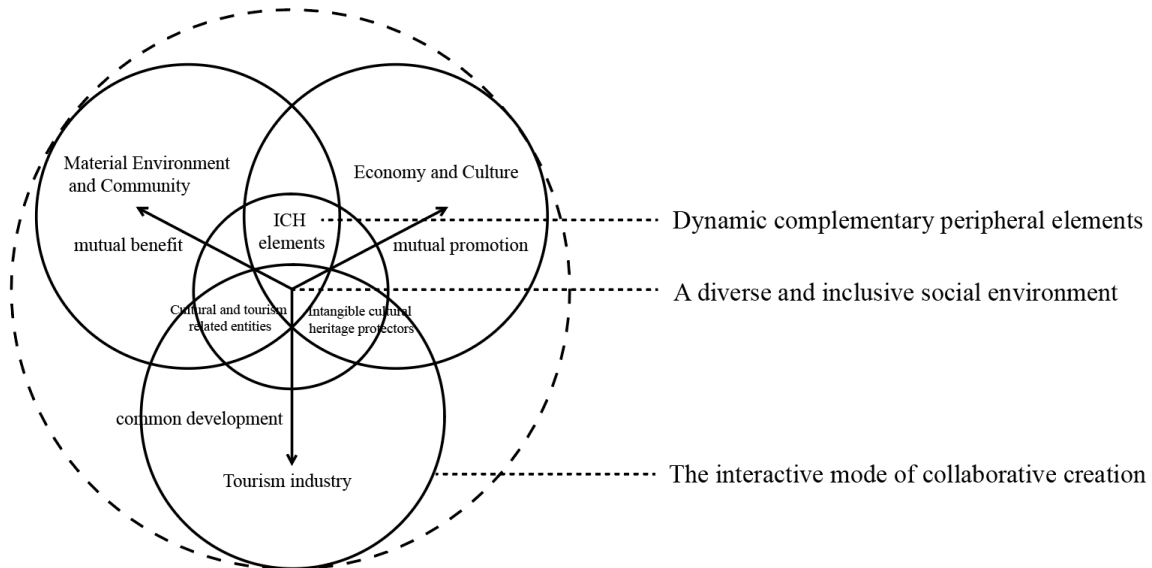 Material Environment
and Community
Economy and Culture
ICH
elements
mutual benefit
mutual promotion
Cultural and tourism
related entities
Intangible cultural
heritage protectors
common development
Tourism industry
Dynamic complementary peripheral elements
A diverse and inclusive social environment
The interactive mode of collaborative creation